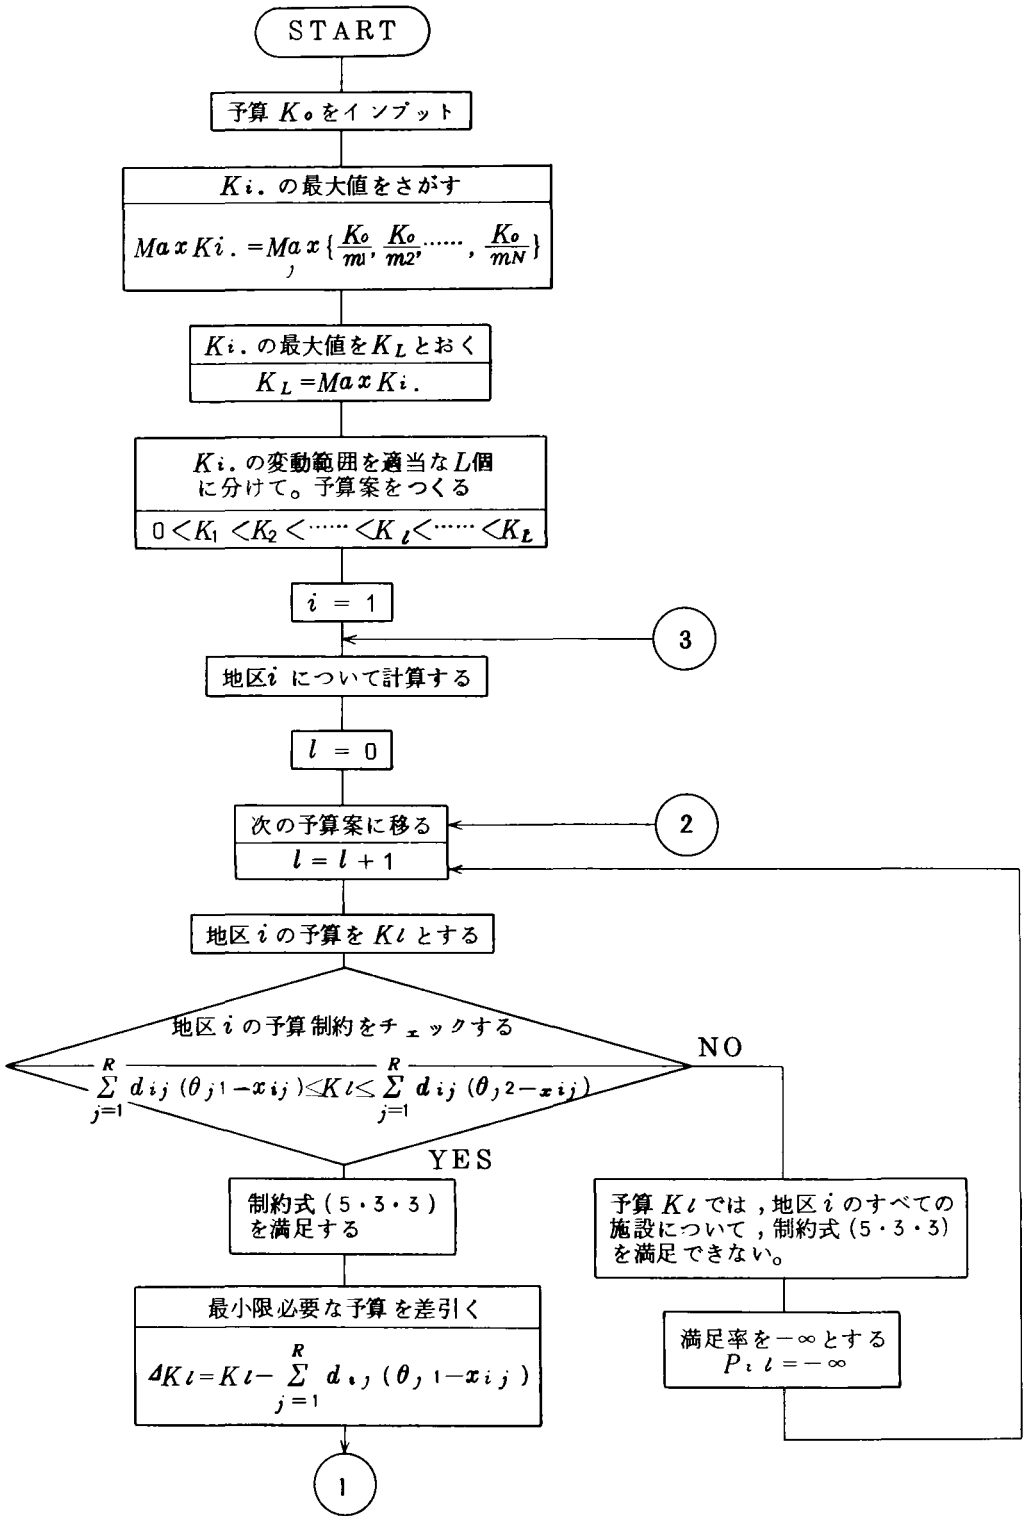 START
予算 K₀ をインプット
Ki. の最大値をさがす
Max Ki. = Max{K₀/m1, K₀/m2, ……, K₀/mN}
j
Ki. の最大値を K_L とおく
K_L = Max Ki.
Ki. の変動範囲を適当な L個
に分けて。予算案をつくる
0 < K₁ < K₂ < …… < K_l < …… < K_L
i = 1
3
地区 i について計算する
l = 0
次の予算案に移る
2
l = l + 1
地区 i の予算を Kl とする
地区 i の予算制約をチェックする
NO
R R
Σ dij (θj1−xij) ≤ Kl ≤ Σ dij (θj2−xij)
j=1 j=1
YES
制約式 (5・3・3)
を満足する
予算 Kl では , 地区 i のすべての
施設について , 制約式 (5・3・3)
を満足できない。
最小限必要な予算を差引く
R
ΔKl = Kl − Σ dij (θj1−xij)
j=1
満足率を −∞ とする
Pil = −∞
1